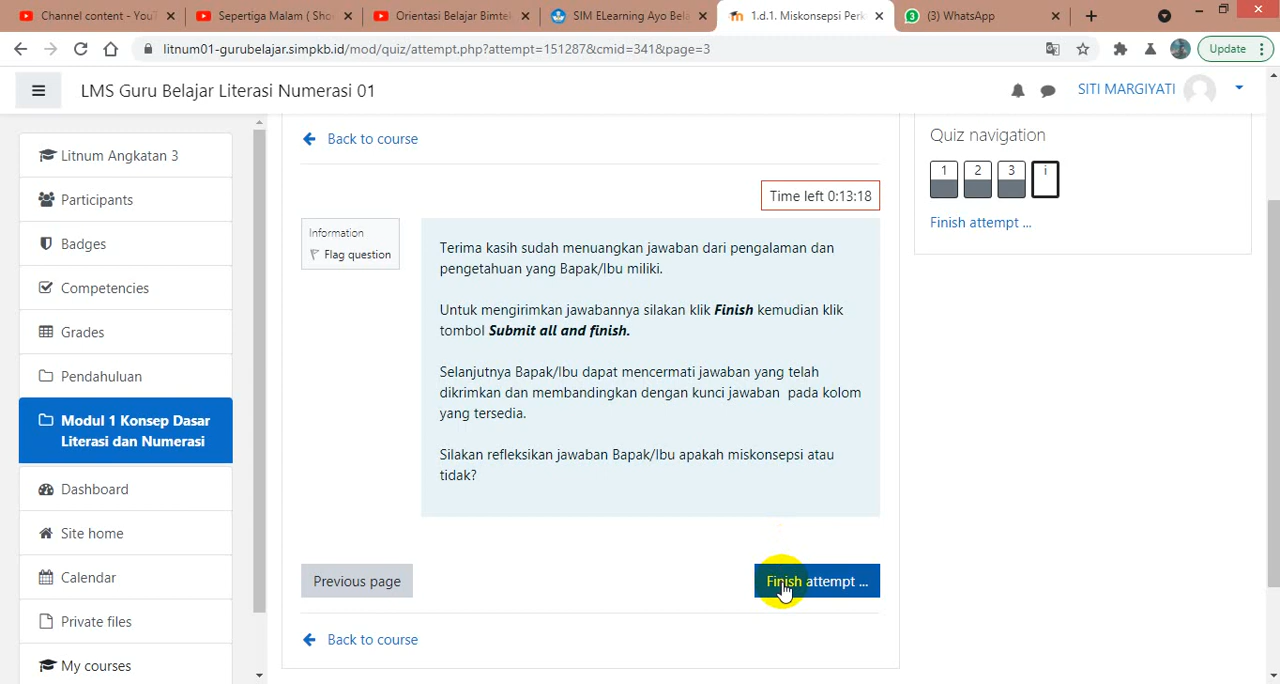 Channel content - YouT
Sepertiga Malam ( Sho
Orientasi Belajar Bimte
SIM ELearning Ayo Bela
1.d.1. Miskonsepsi Perk
(3) WhatsApp
litnum01-gurubelajar.simpkb.id/mod/quiz/attempt.php?attempt=151287&cmid=341&page=3
Update
LMS Guru Belajar Literasi Numerasi 01
SITI MARGIYATI
Litnum Angkatan 3
Participants
Badges
Competencies
Grades
Pendahuluan
Modul 1 Konsep Dasar
Literasi dan Numerasi
Dashboard
Site home
Calendar
Private files
My courses
Back to course
Time left 0:13:18
Information
Flag question
Terima kasih sudah menuangkan jawaban dari pengalaman dan
pengetahuan yang Bapak/Ibu miliki.
Untuk mengirimkan jawabannya silakan klik Finish kemudian klik
tombol Submit all and finish.
Selanjutnya Bapak/Ibu dapat mencermati jawaban yang telah
dikrimkan dan membandingkan dengan kunci jawaban pada kolom
yang tersedia.
Silakan refleksikan jawaban Bapak/Ibu apakah miskonsepsi atau
tidak?
Previous page
Finish attempt ...
Back to course
Quiz navigation
1 2 3 i
Finish attempt ...